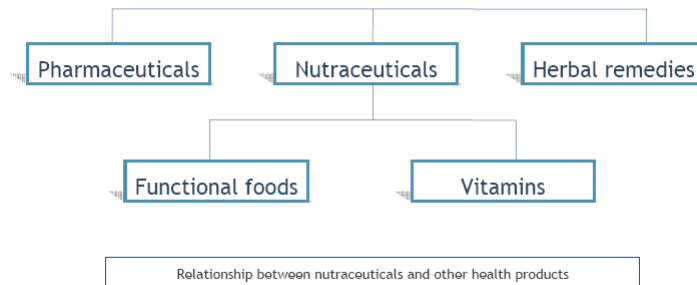 Pharmaceuticals
Nutraceuticals
Herbal remedies
Functional foods
Vitamins
Relationship between nutraceuticals and other health products